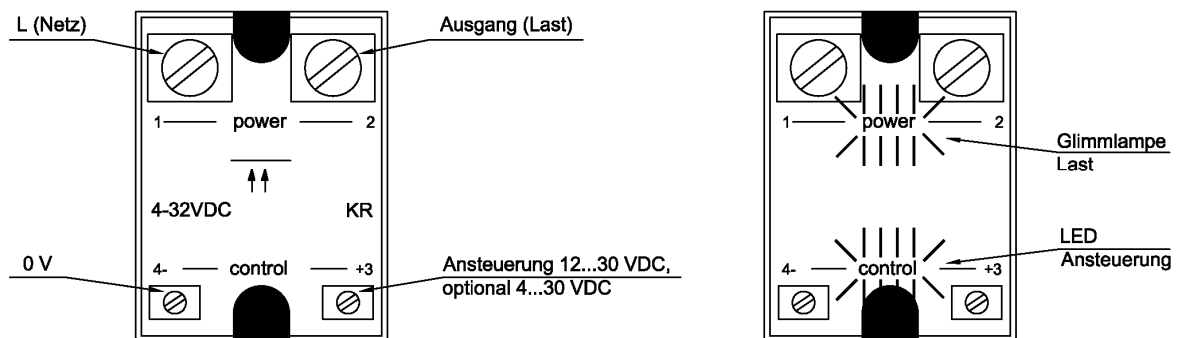 L (Netz)
Ausgang (Last)
1
power
2
4-32VDC
KR
0 V
4-
control
+3
Ansteuerung 12...30 VDC,
optional 4...30 VDC
1
power
2
Glimmlampe
Last
4-
control
+3
LED
Ansteuerung